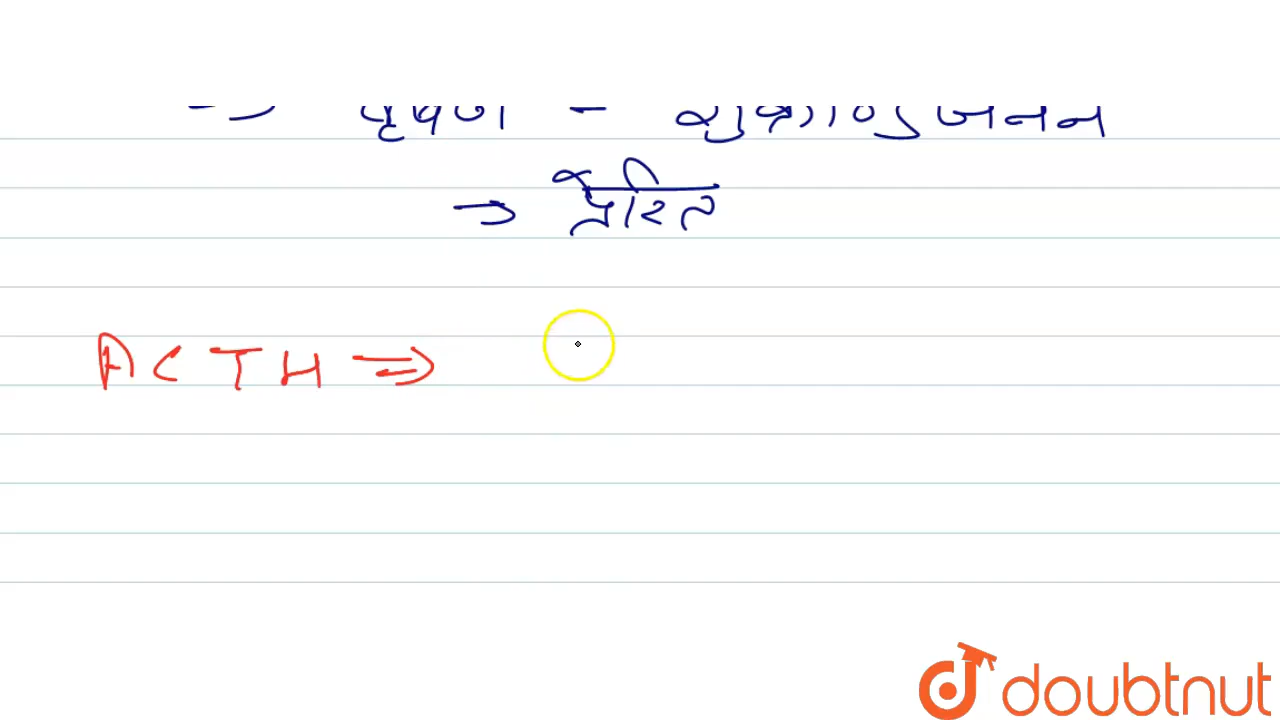 → वृषण - शुक्राणुजनन
→ प्रेरित
ACTH ⇒
doubtnut